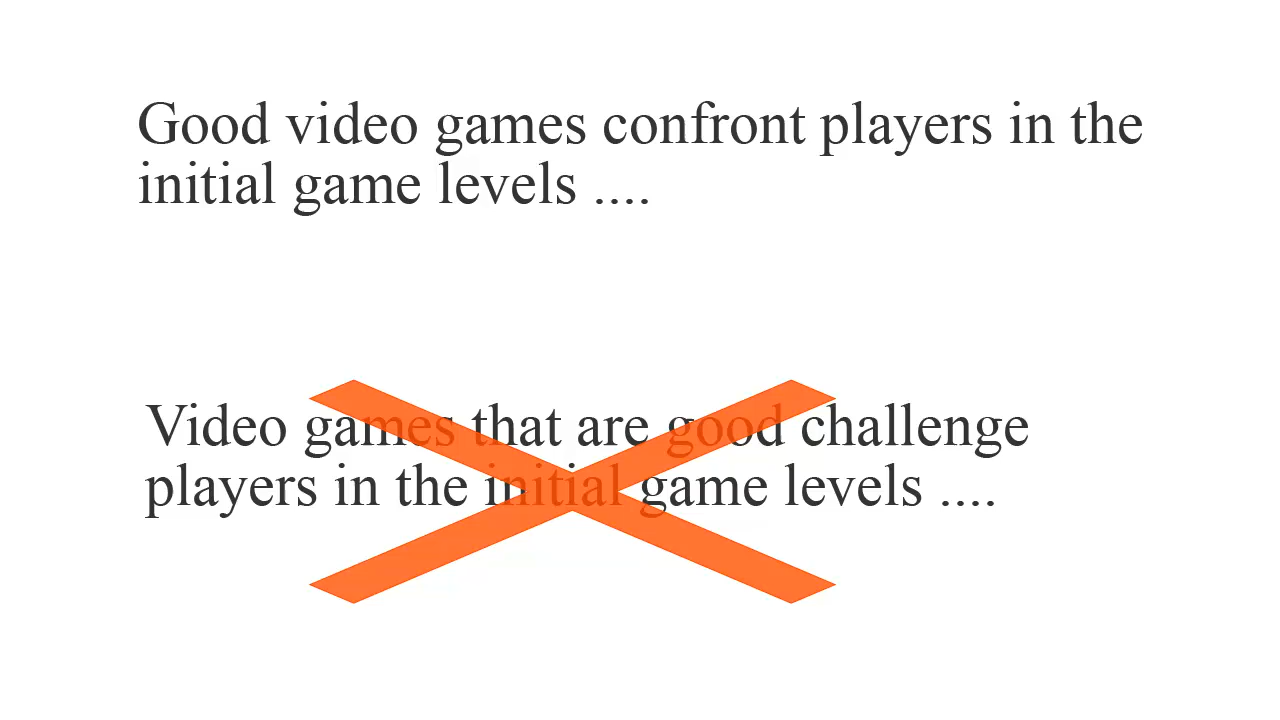 Good video games confront players in the
initial game levels ....
Video games that are good challenge
players in the initial game levels ....